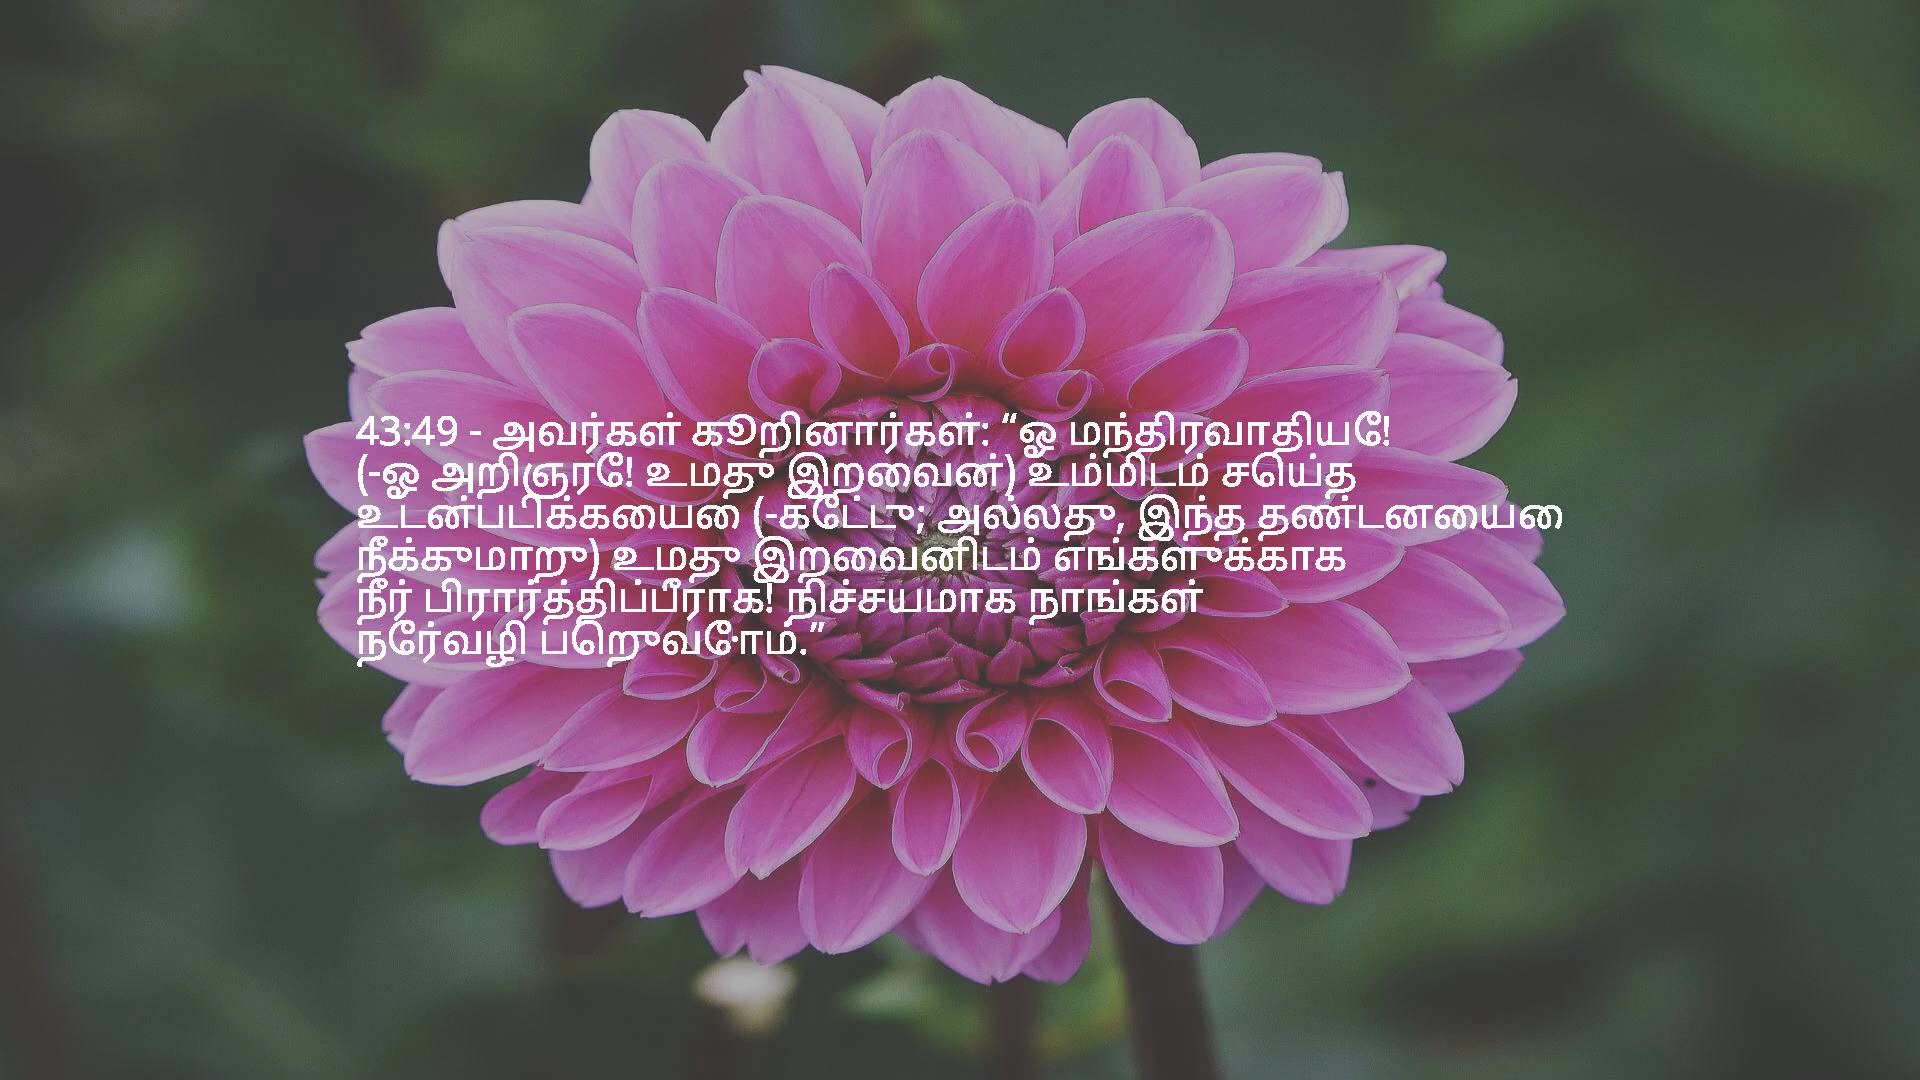 43:49 - அவர்கள் கூறினார்கள்: “ஓ மந்திரவாதியே!
(-ஓ அறிஞரே! உமது இறைவன்) உம்மிடம் செய்த
உடன்படிக்கையை (-கேட்டு; அல்லது, இந்த தண்டனையை
நீக்குமாறு) உமது இறைவனிடம் எங்களுக்காக
நீர் பிரார்த்திப்பீராக! நிச்சயமாக நாங்கள்
நேர்வழி பெறுவோம்.”